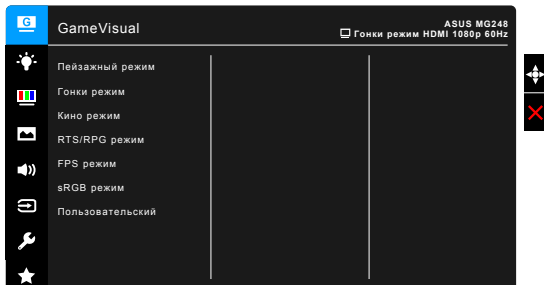 G
GameVisual
ASUS MG248
Гонки режим HDMI 1080p 60Hz
Пейзажный режим
Гонки режим
Кино режим
RTS/RPG режим
FPS режим
sRGB режим
Пользовательский